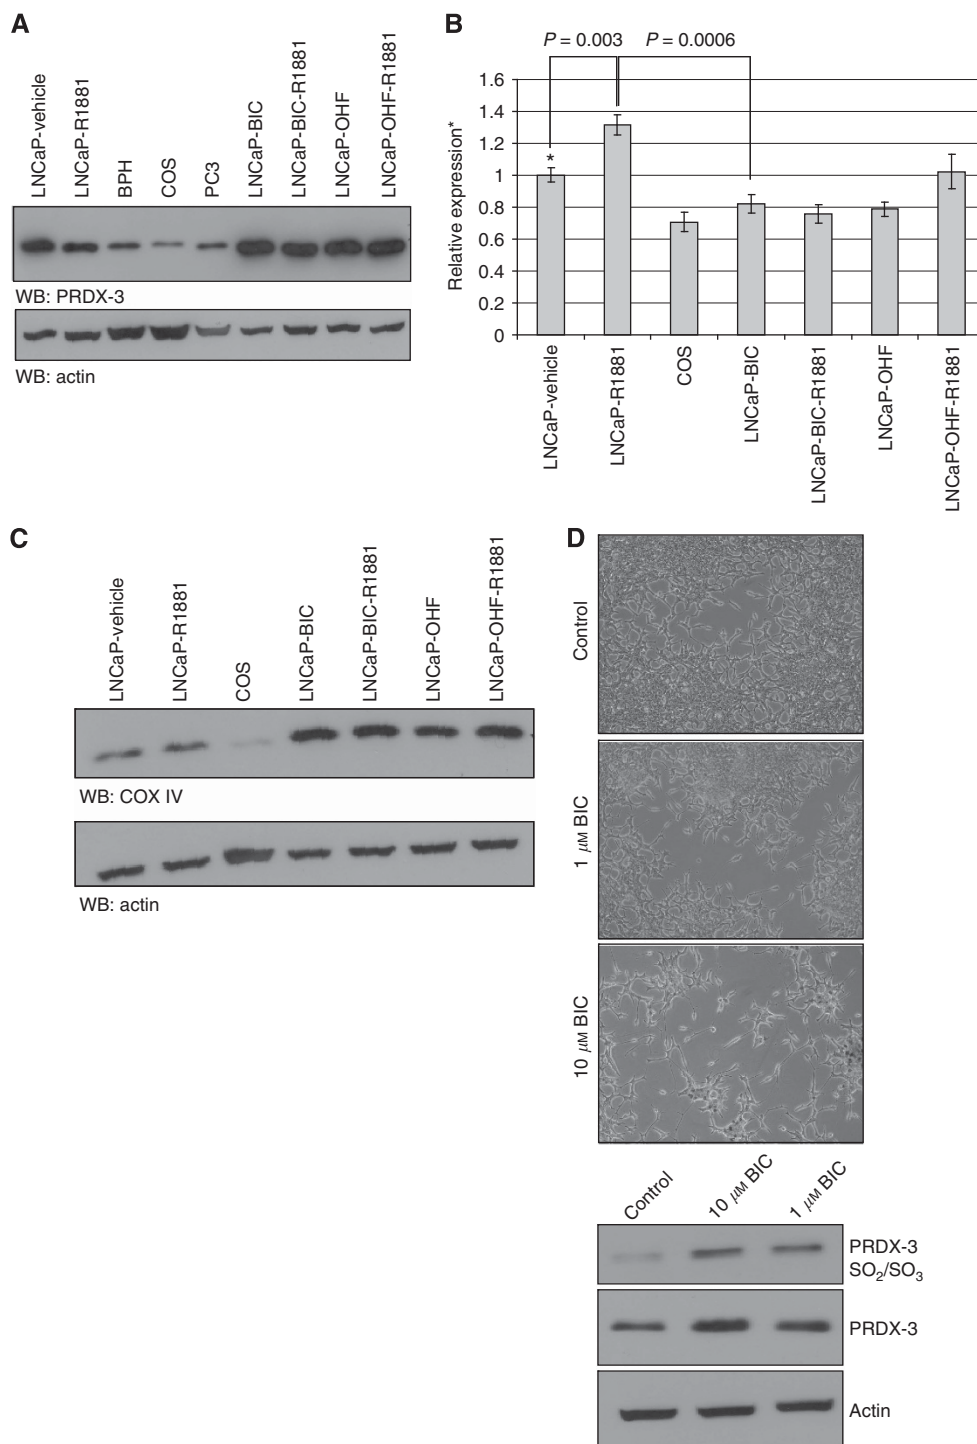 A
LNCaP-vehicle
LNCaP-R1881
BPH
COS
PC3
LNCaP-BIC
LNCaP-BIC-R1881
LNCaP-OHF
LNCaP-OHF-R1881
WB: PRDX-3
WB: actin
B
P = 0.003
P = 0.0006
Relative expression*
1.6
1.4
1.2
1
0.8
0.6
0.4
0.2
0
*
LNCaP-vehicle
LNCaP-R1881
COS
LNCaP-BIC
LNCaP-BIC-R1881
LNCaP-OHF
LNCaP-OHF-R1881
C
LNCaP-vehicle
LNCaP-R1881
COS
LNCaP-BIC
LNCaP-BIC-R1881
LNCaP-OHF
LNCaP-OHF-R1881
WB: COX IV
WB: actin
D
Control
1 μM BIC
10 μM BIC
Control
10 μM BIC
1 μM BIC
PRDX-3
SO₂/SO₃
PRDX-3
Actin